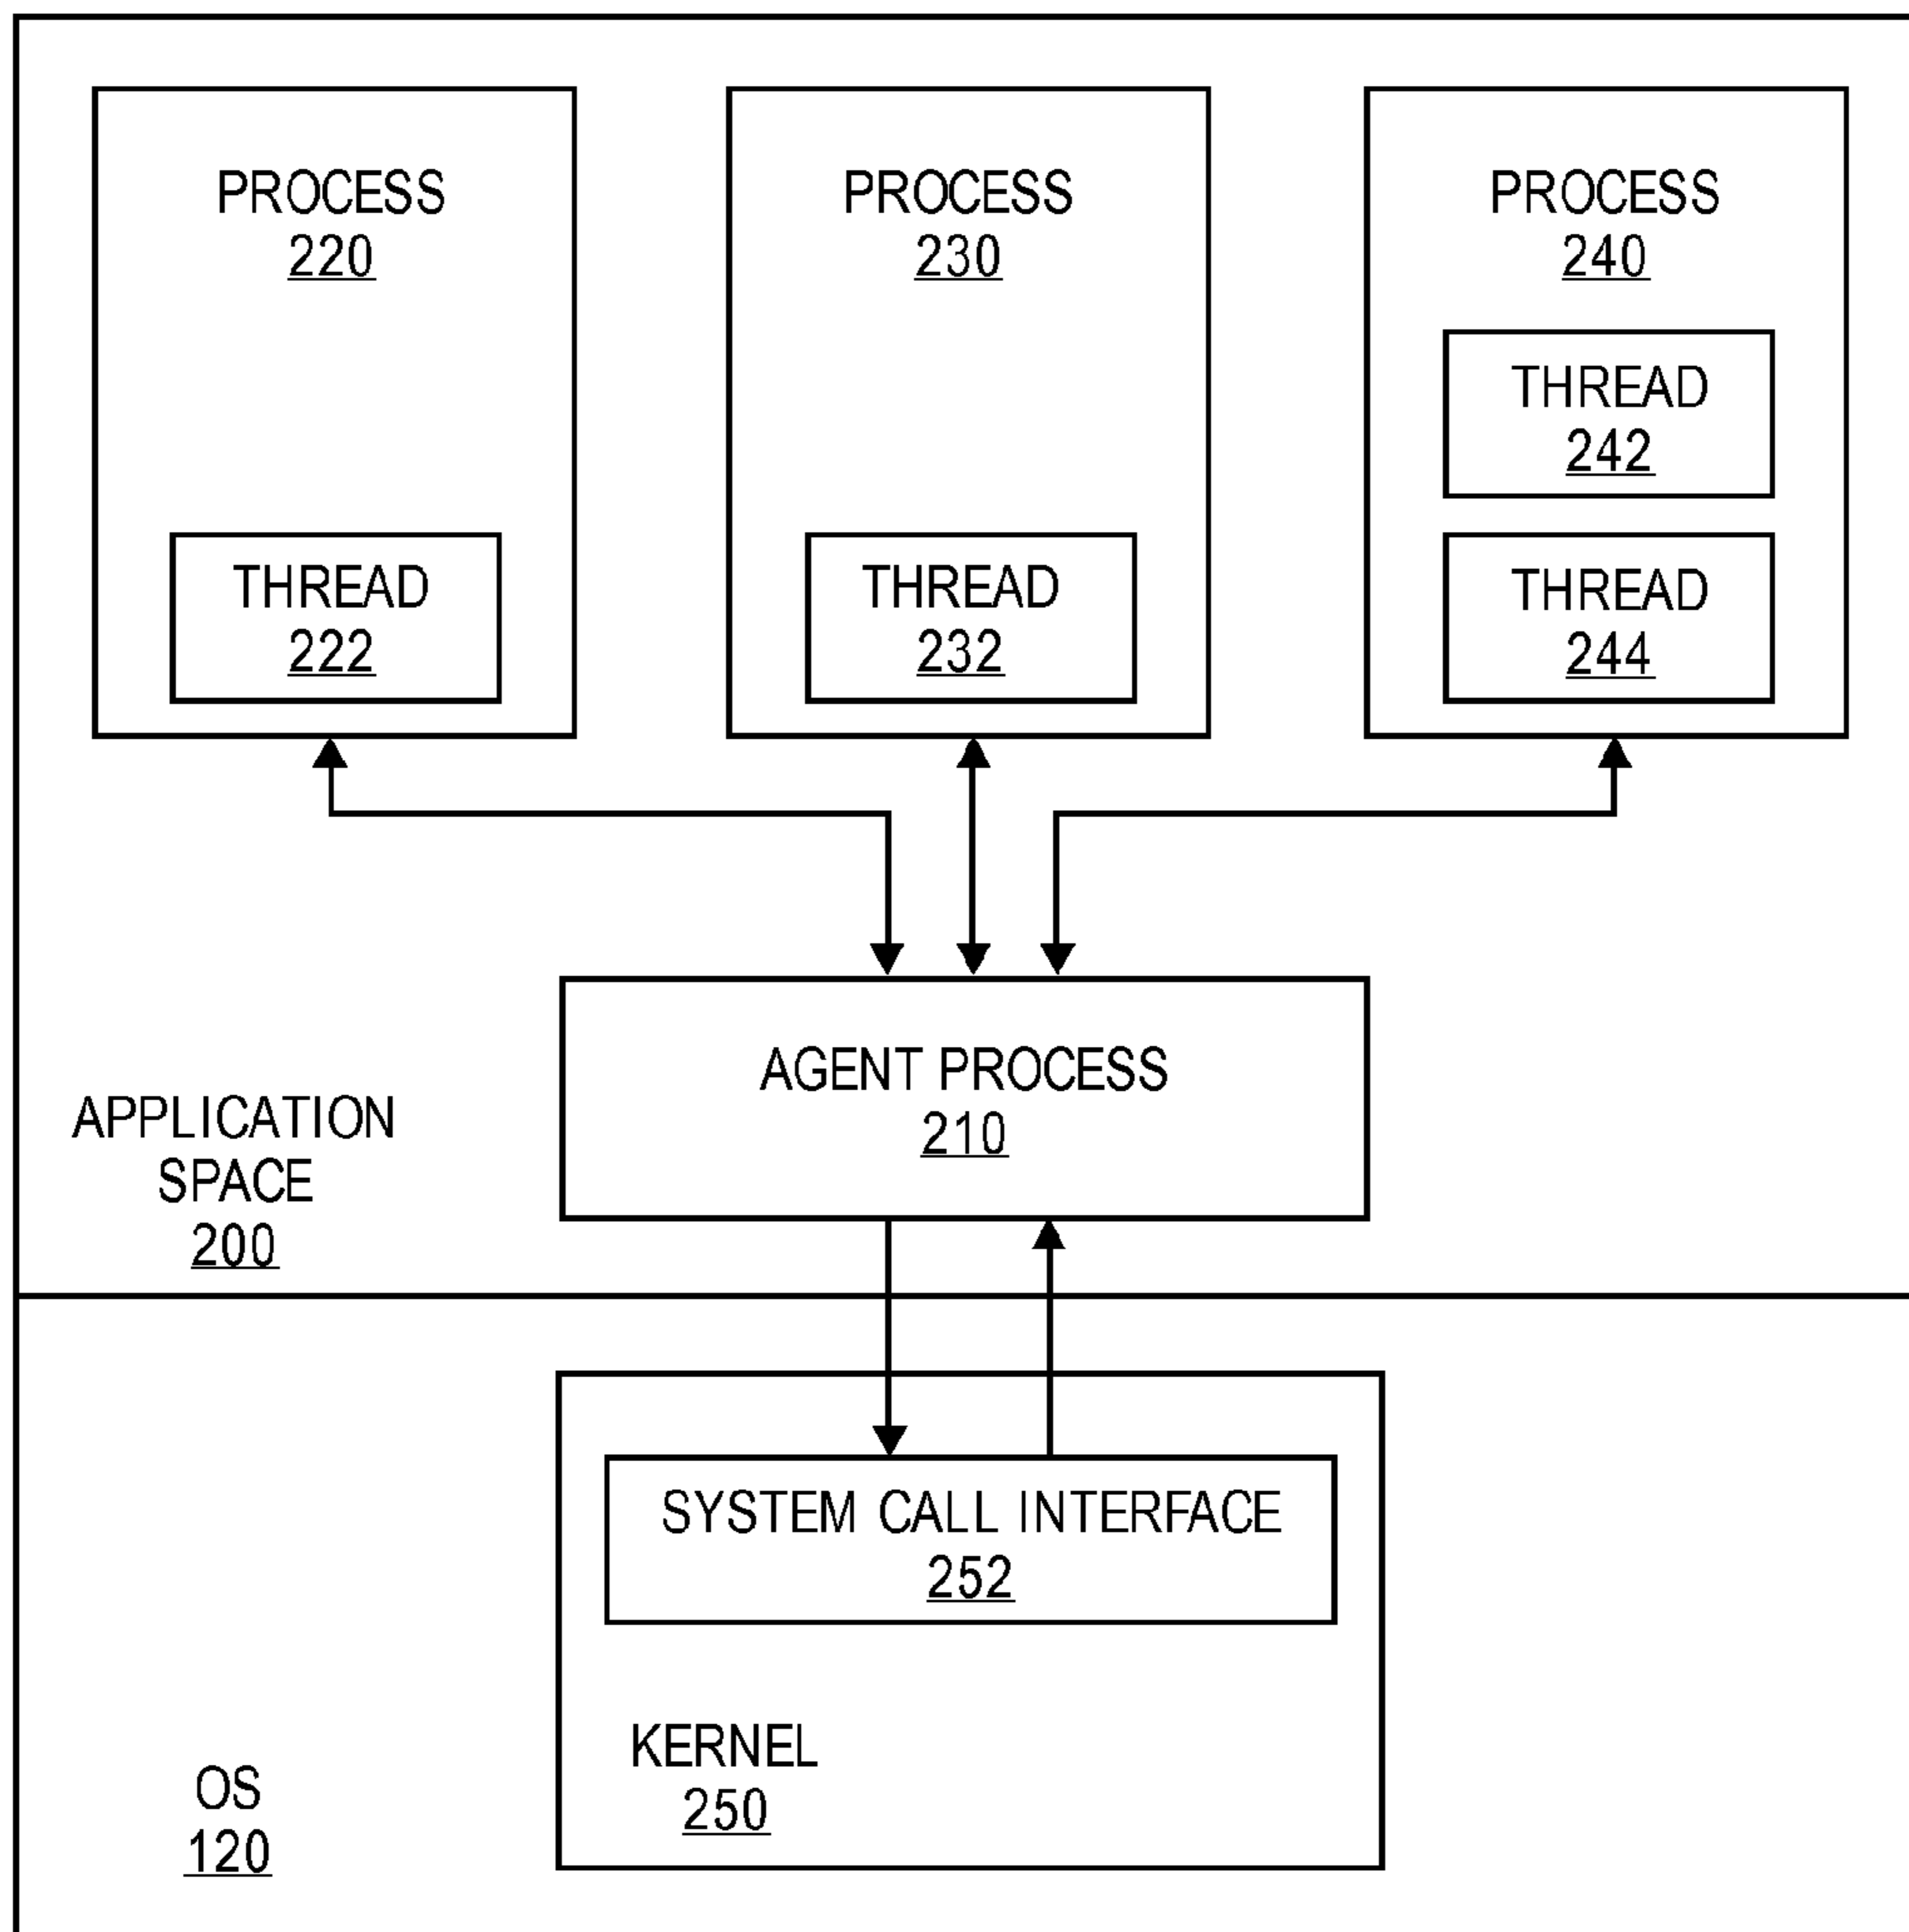 PROCESS
220
PROCESS
230
PROCESS
240
THREAD
242
THREAD
222
THREAD
232
THREAD
244
AGENT PROCESS
210
APPLICATION
SPACE
200
SYSTEM CALL INTERFACE
252
KERNEL
250
OS
120